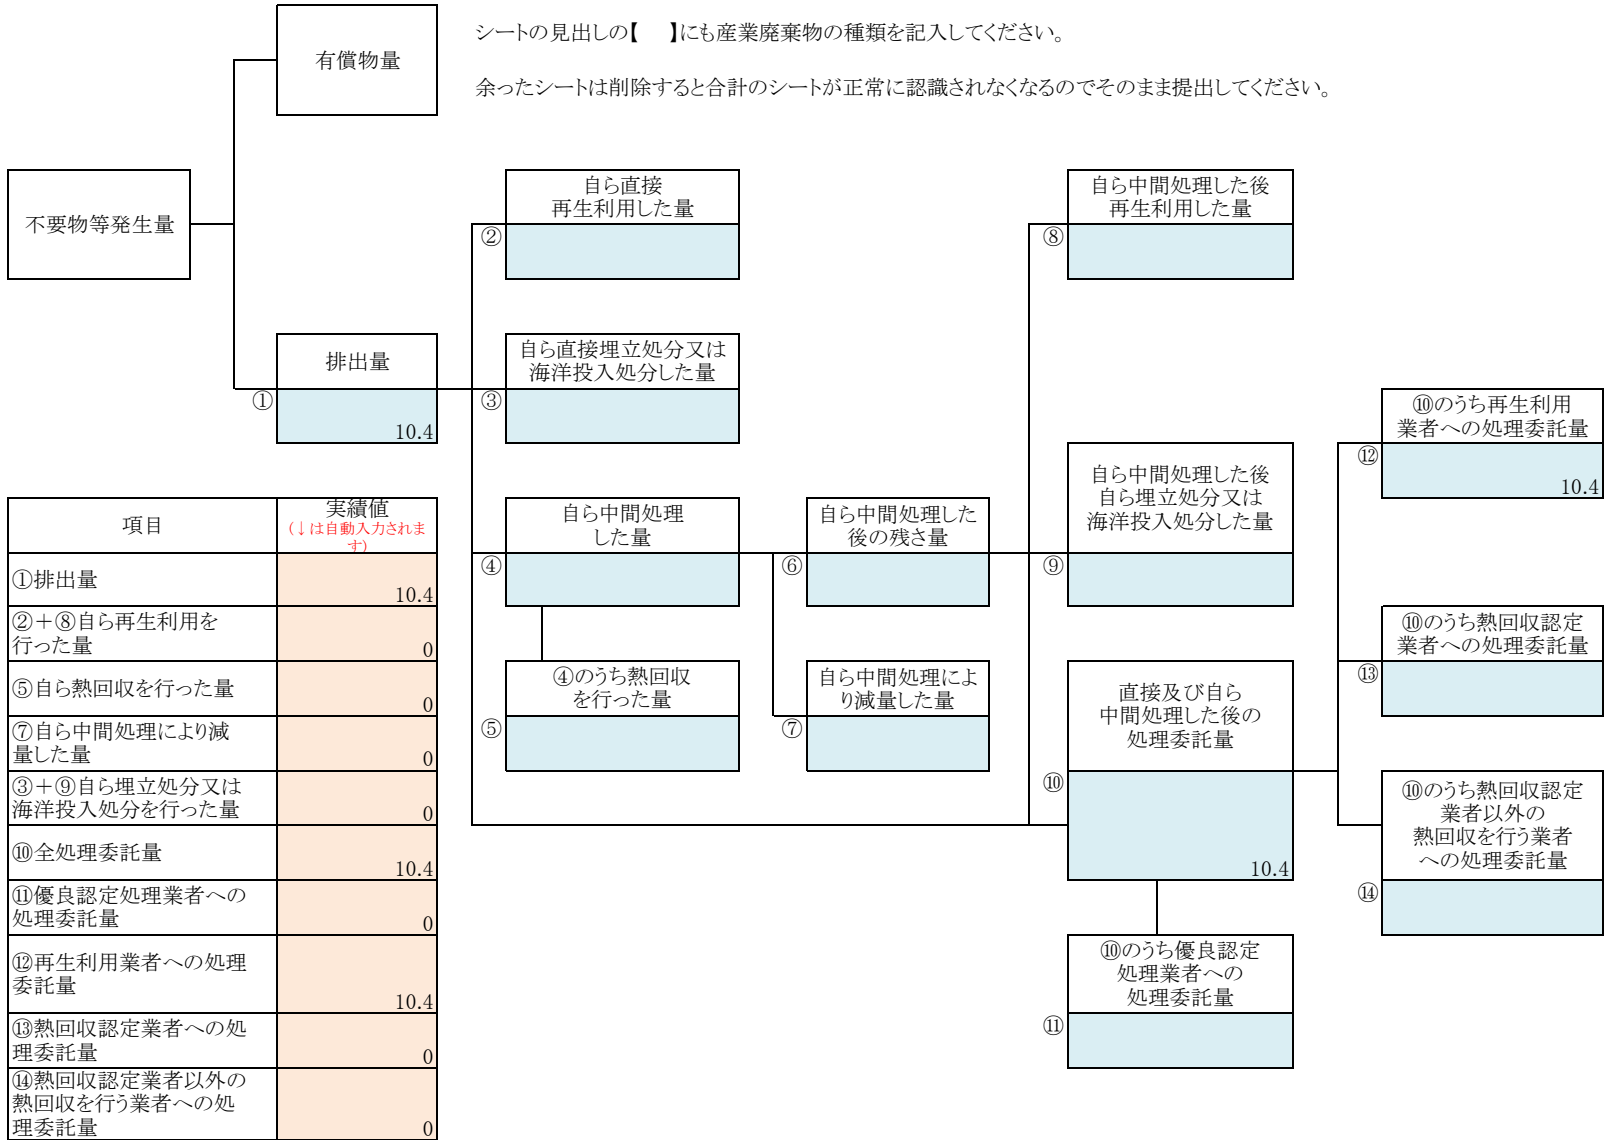 シートの見出しの【　】にも産業廃棄物の種類を記入してください。
余ったシートは削除すると合計のシートが正常に認識されなくなるのでそのまま提出してください。
有償物量
不要物等発生量
自ら直接
再生利用した量
②
自ら中間処理した後
再生利用した量
⑧
排出量
①
10.4
自ら直接埋立処分又は
海洋投入処分した量
③
⑩のうち再生利用
業者への処理委託量
⑫
10.4
自ら中間処理
した量
④
自ら中間処理した
後の残さ量
⑥
自ら中間処理した後
自ら埋立処分又は
海洋投入処分した量
⑨
⑩のうち熱回収認定
業者への処理委託量
⑬
④のうち熱回収
を行った量
⑤
自ら中間処理によ
り減量した量
⑦
直接及び自ら
中間処理した後の
処理委託量
⑩
10.4
⑩のうち熱回収認定
業者以外の
熱回収を行う業者
への処理委託量
⑭
⑩のうち優良認定
処理業者への
処理委託量
⑪
項目
実績値
(↓は自動入力されま
す)
①排出量
10.4
②＋⑧自ら再生利用を
行った量
0
⑤自ら熱回収を行った量
0
⑦自ら中間処理により減
量した量
0
③＋⑨自ら埋立処分又は
海洋投入処分を行った量
0
⑩全処理委託量
10.4
⑪優良認定処理業者への
処理委託量
0
⑫再生利用業者への処理
委託量
10.4
⑬熱回収認定業者への処
理委託量
0
⑭熱回収認定業者以外の
熱回収を行う業者への処
理委託量
0